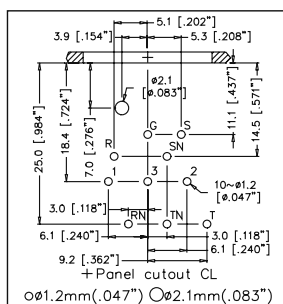 5.1 [.202"]
3.9 [.154"]
5.3 [.208"]
ø2.1
[ø.083"]
25.0 [.984"]
18.4 [.724"]
7.0 [.276"]
11.1 [.437"]
14.5 [.571"]
G
S
R
SN
1
3
2
10~ø1.2
[ø.047"]
3.0 [.118"]
RN
TN
T
6.1 [.240"]
3.0 [.118"]
6.1 [.240"]
9.2 [.362"]
+Panel cutout CL
oø1.2mm(.047") ○ø2.1mm(.083")